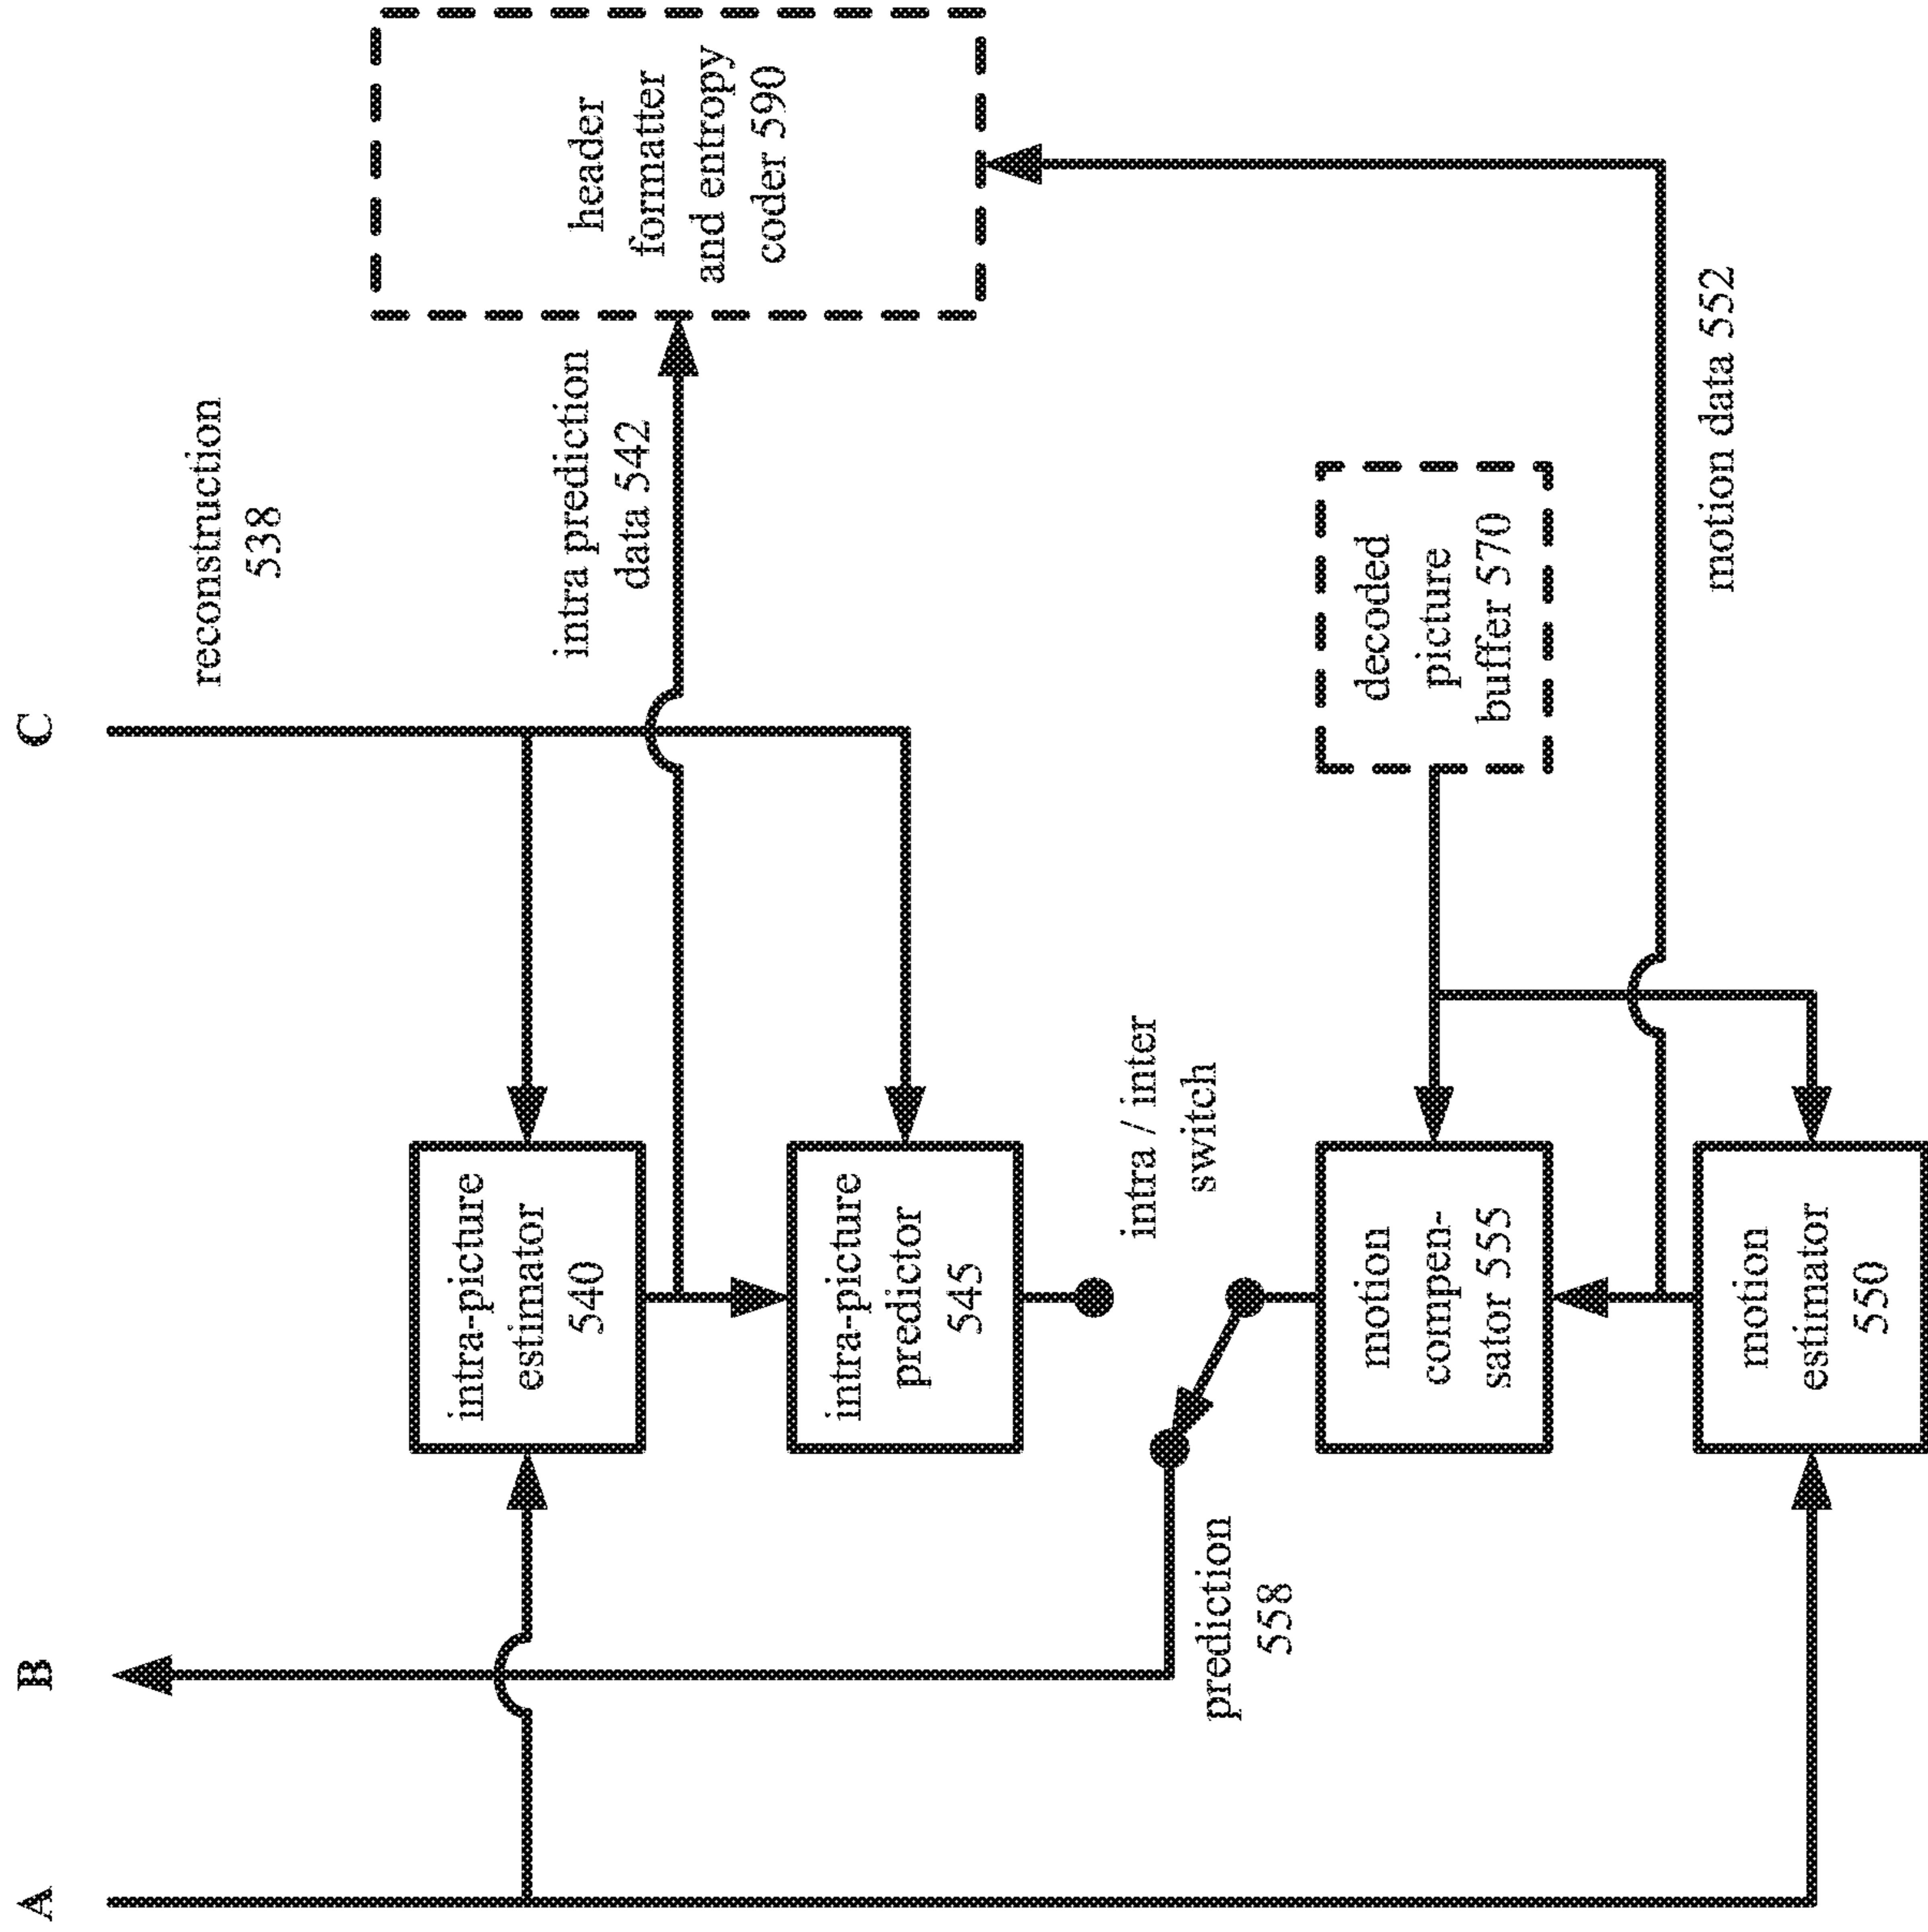 A
B
C
reconstruction
538
intra-picture
estimator
540
intra prediction
data 542
header
formatter
and entropy
coder 590
intra-picture
predictor
545
intra / inter
switch
prediction
558
motion
compen-
sator 555
decoded
picture
buffer 570
motion
estimator
550
motion data 552